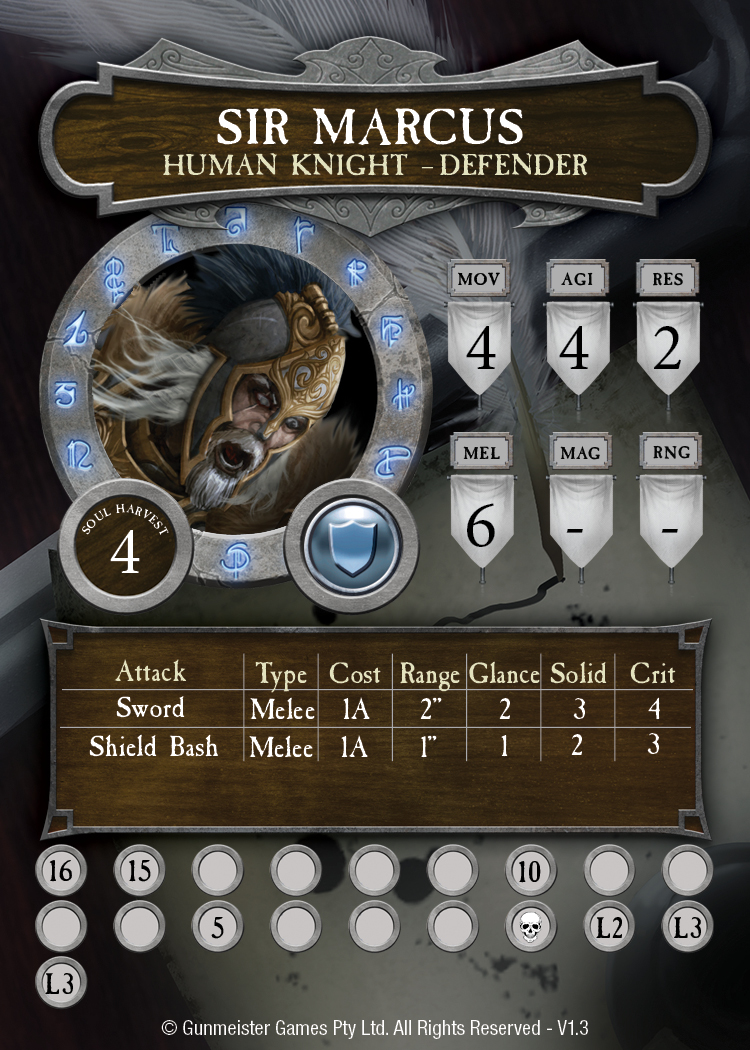 SIR MARCUS
HUMAN KNIGHT - DEFENDER
MOV AGI RES
4 4 2
MEL MAG RNG
6 - -
SOUL HARVEST
4
Attack Type Cost Range Glance Solid Crit
Sword Melee 1A 2" 2 3 4
Shield Bash Melee 1A 1" 1 2 3
16 15 10
5 L2 L3
L3
© Gunmeister Games Pty Ltd. All Rights Reserved - V1.3